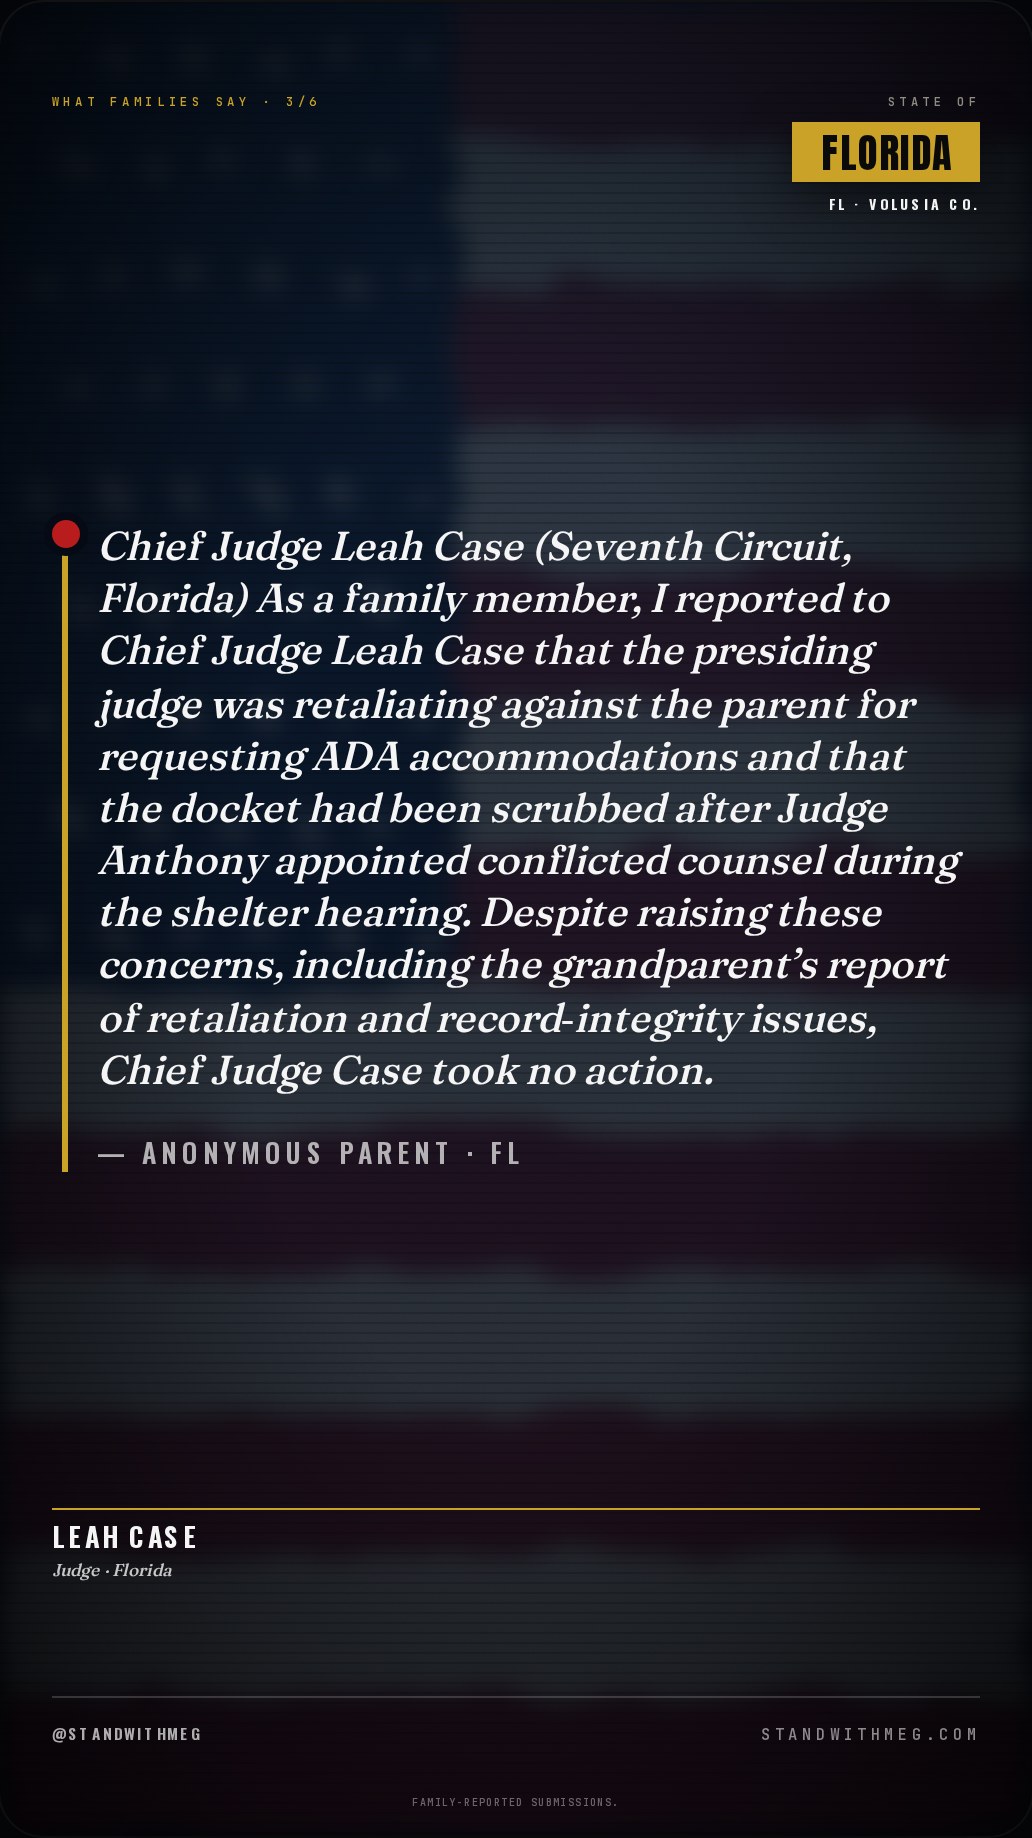 WHAT FAMILIES SAY · 3/6
STATE OF
FLORIDA
FL · VOLUSIA CO.
Chief Judge Leah Case (Seventh Circuit,
Florida) As a family member, I reported to
Chief Judge Leah Case that the presiding
judge was retaliating against the parent for
requesting ADA accommodations and that
the docket had been scrubbed after Judge
Anthony appointed conflicted counsel during
the shelter hearing. Despite raising these
concerns, including the grandparent’s report
of retaliation and record-integrity issues,
Chief Judge Case took no action.
— ANONYMOUS PARENT · FL
LEAH CASE
Judge · Florida
@STANDWITHMEG
STANDWITHMEG.COM
FAMILY-REPORTED SUBMISSIONS.